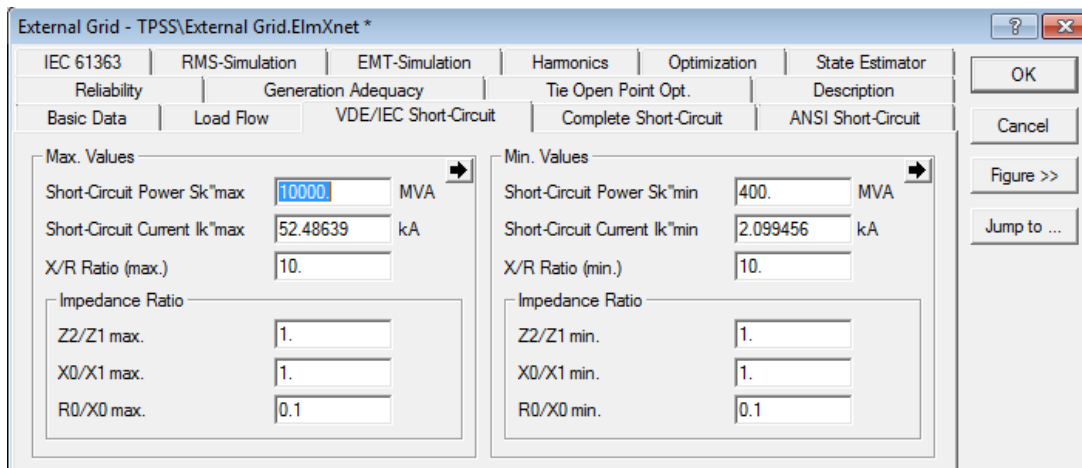 External Grid - TPSS\External Grid.ElmXnet *
IEC 61363 RMS-Simulation EMT-Simulation Harmonics Optimization State Estimator
Reliability Generation Adequacy Tie Open Point Opt. Description
Basic Data Load Flow VDE/IEC Short-Circuit Complete Short-Circuit ANSI Short-Circuit
OK
Cancel
Figure >>
Jump to ...
Max. Values
Short-Circuit Power Sk"max 10000. MVA
Short-Circuit Current Ik"max 52.48639 kA
X/R Ratio (max.) 10.
Impedance Ratio
Z2/Z1 max. 1.
X0/X1 max. 1.
R0/X0 max. 0.1
Min. Values
Short-Circuit Power Sk"min 400. MVA
Short-Circuit Current Ik"min 2.099456 kA
X/R Ratio (min.) 10.
Impedance Ratio
Z2/Z1 min. 1.
X0/X1 min. 1.
R0/X0 min. 0.1